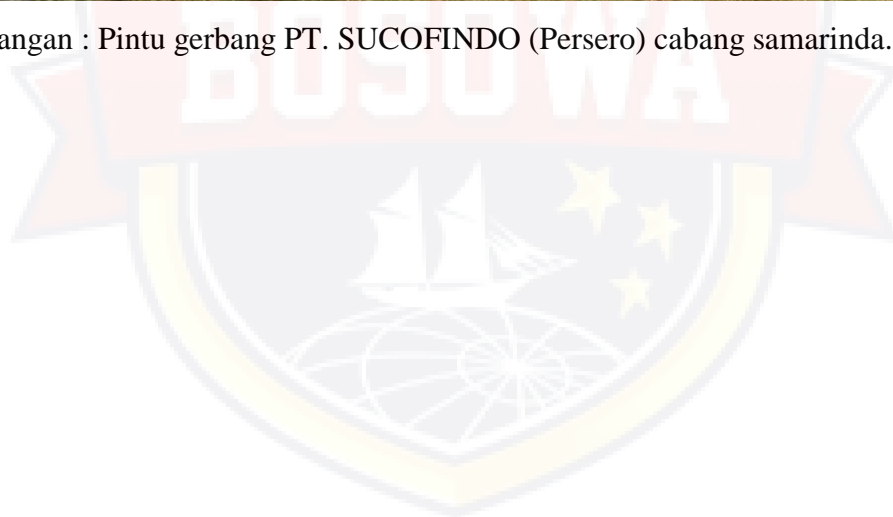 angan : Pintu gerbang PT. SUCOFINDO (Persero) cabang samarinda.
BOSOWA